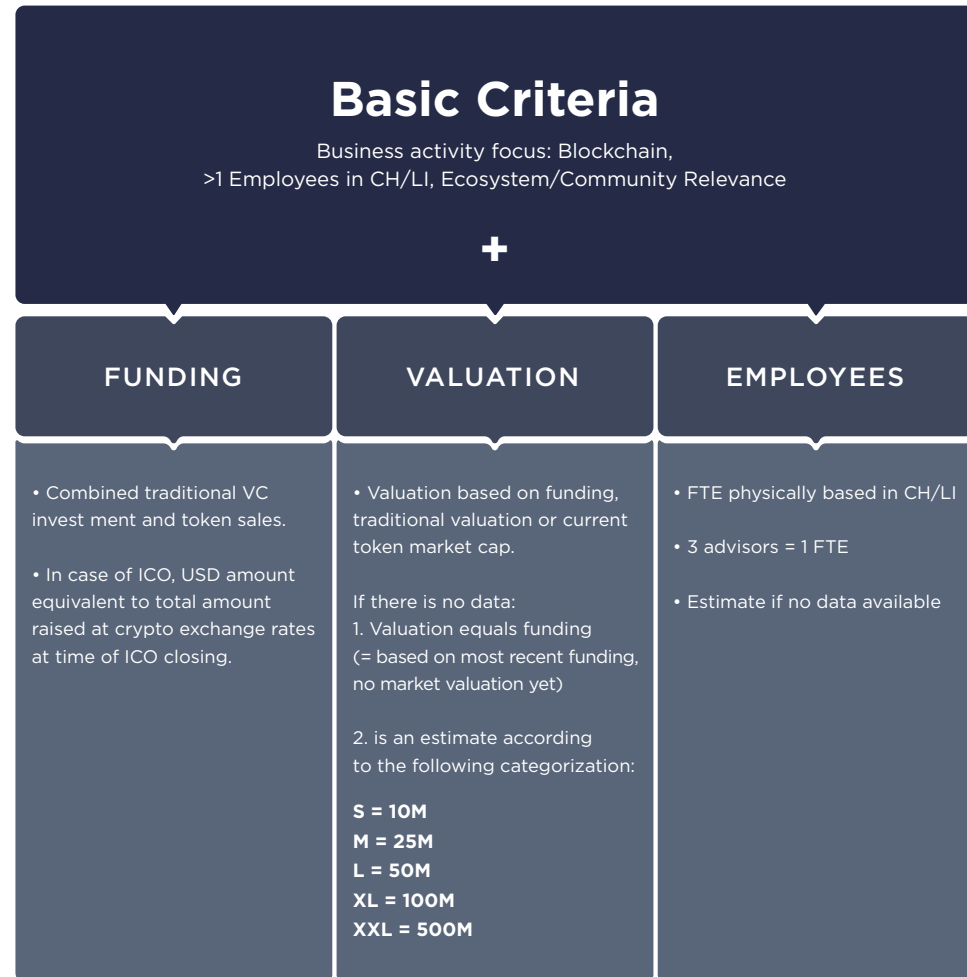 Basic Criteria
Business activity focus: Blockchain,
>1 Employees in CH/LI, Ecosystem/Community Relevance
+
FUNDING
• Combined traditional VC
invest ment and token sales.
• In case of ICO, USD amount
equivalent to total amount
raised at crypto exchange rates
at time of ICO closing.
VALUATION
• Valuation based on funding,
traditional valuation or current
token market cap.
If there is no data:
1. Valuation equals funding
(= based on most recent funding,
no market valuation yet)
2. is an estimate according
to the following categorization:
S = 10M
M = 25M
L = 50M
XL = 100M
XXL = 500M
EMPLOYEES
• FTE physically based in CH/LI
• 3 advisors = 1 FTE
• Estimate if no data available